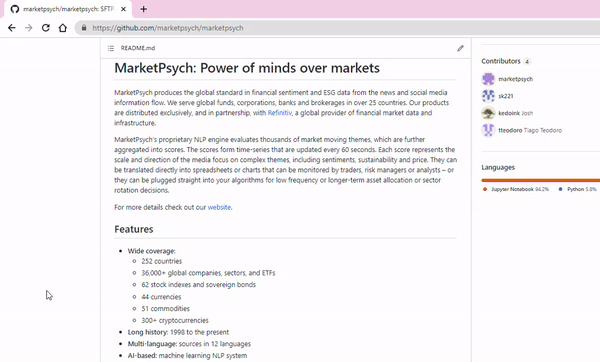 marketpsych/marketpsych: SFTP
https://github.com/marketpsych/marketpsych
README.md
MarketPsych: Power of minds over markets
MarketPsych produces the global standard in financial sentiment and ESG data from the news and social media
information flow. We serve global funds, corporations, banks and brokerages in over 25 countries. Our products
are distributed exclusively, and in partnership, with Refinitiv, a global provider of financial market data and
infrastructure.
MarketPsych's proprietary NLP engine evaluates thousands of market moving themes, which are further
aggregated into scores. The scores form time-series that are updated every 60 seconds. Each score represents the
scale and direction of the media focus on complex themes, including sentiments, sustainability and price. They can
be translated directly into spreadsheets or charts that can be monitored by traders, risk managers or analysts – or
they can be plugged straight into your algorithms for low frequency or longer-term asset allocation or sector
rotation decisions.
For more details check out our website.
Features
• Wide coverage:
◦ 252 countries
◦ 36,000+ global companies, sectors, and ETFs
◦ 62 stock indexes and sovereign bonds
◦ 44 currencies
◦ 51 commodities
◦ 300+ cryptocurrencies
• Long history: 1998 to the present
• Multi-language: sources in 12 languages
• AI-based: machine learning NLP system
Contributors 4
marketpsych
sk221
kedoink Josh
tteodoro Tiago Teodoro
Languages
Jupyter Notebook 94.2% Python 5.8%